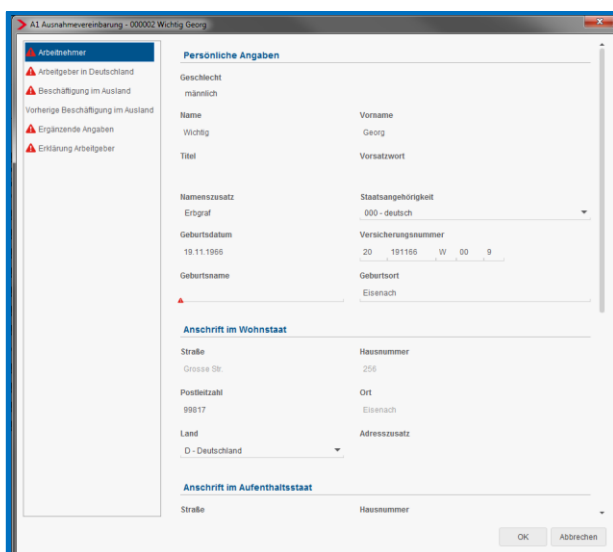 A1 Ausnahmevereinbarung - 000002 Wichtig Georg
Arbeitnehmer
Arbeitgeber in Deutschland
Beschäftigung im Ausland
Vorherige Beschäftigung im Ausland
Ergänzende Angaben
Erklärung Arbeitgeber
Persönliche Angaben
Geschlecht
männlich
Name Vorname
Wichtig Georg
Titel Vorsatzwort
Namenszusatz Staatsangehörigkeit
Erbgraf 000 - deutsch
Geburtsdatum Versicherungsnummer
19.11.1966 20 191166 W 00 9
Geburtsname Geburtsort
Eisenach
Anschrift im Wohnstaat
Straße Hausnummer
Grosse Str. 256
Postleitzahl Ort
99817 Eisenach
Land Adresszusatz
D - Deutschland
Anschrift im Aufenthaltsstaat
Straße Hausnummer
OK Abbrechen